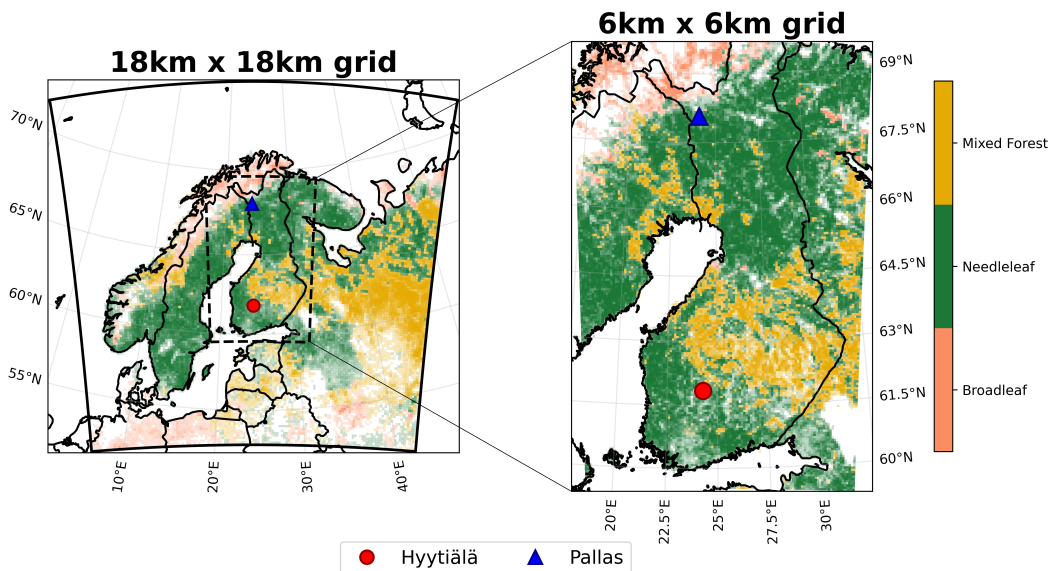 18km x 18km grid
6km x 6km grid
70°N
65°N
60°N
55°N
10°E
20°E
30°E
40°E
69°N
67.5°N
66°N
64.5°N
63°N
61.5°N
60°N
20°E
22.5°E
25°E
27.5°E
30°E
Mixed Forest
Needleleaf
Broadleaf
Hyytiälä
Pallas